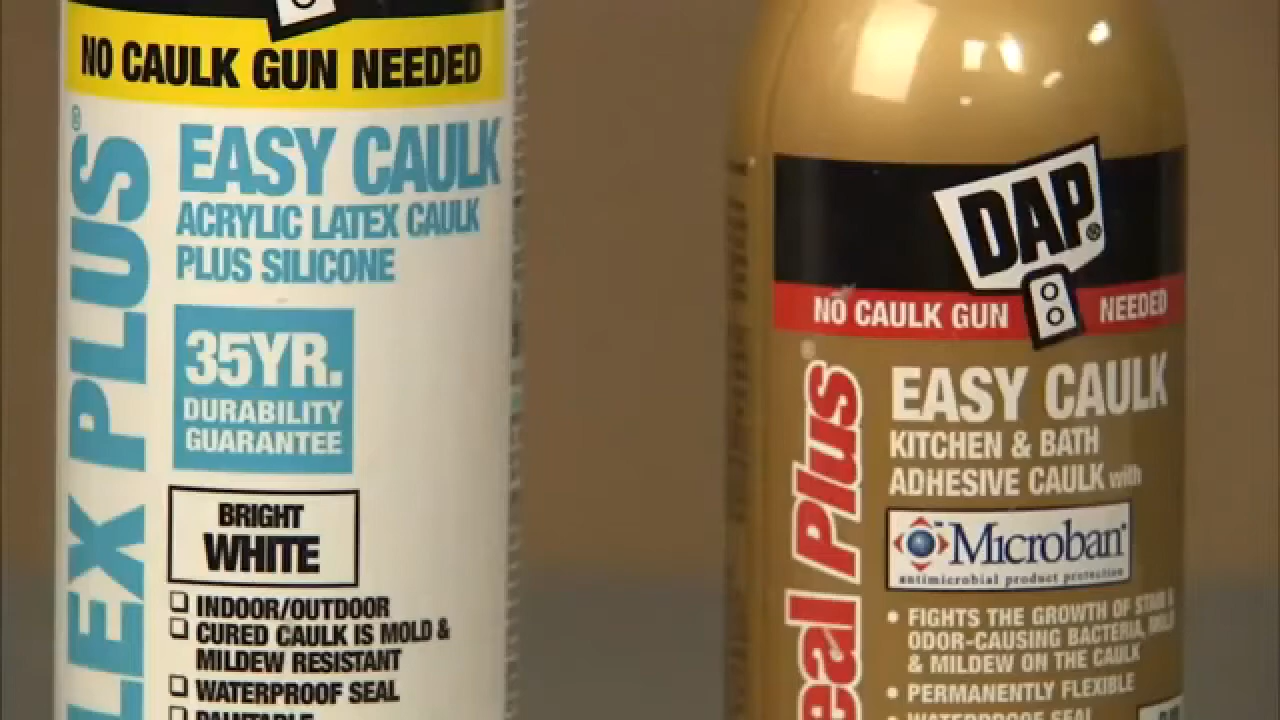 NO CAULK GUN NEEDED
LEX PLUS®
EASY CAULK
ACRYLIC LATEX CAULK
PLUS SILICONE
35YR.
DURABILITY
GUARANTEE
BRIGHT
WHITE
INDOOR/OUTDOOR
CURED CAULK IS MOLD &
MILDEW RESISTANT
WATERPROOF SEAL
PAINTABLE
DAP®
NO CAULK GUN NEEDED
eal Plus®
EASY CAULK
KITCHEN & BATH
ADHESIVE CAULK with
Microban®
antimicrobial product protection
• FIGHTS THE GROWTH OF STAIN &
ODOR-CAUSING BACTERIA, MOLD
& MILDEW ON THE CAULK
• PERMANENTLY FLEXIBLE
• WATERPROOF SEAL